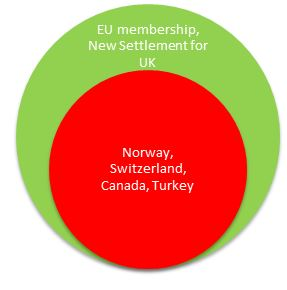 EU membership,
New Settlement for
UK
Norway,
Switzerland,
Canada, Turkey